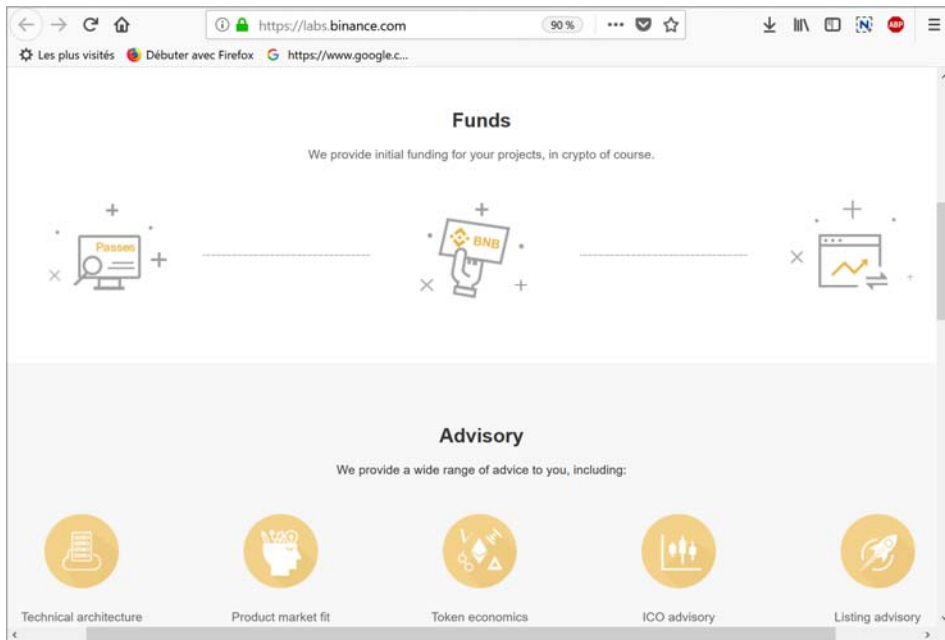 https://labs.binance.com
90 %
ABP
Les plus visités Débuter avec Firefox https://www.google.c...
Funds
We provide initial funding for your projects, in crypto of course.
Passes
BNB
Advisory
We provide a wide range of advice to you, including:
Technical architecture Product market fit Token economics ICO advisory Listing advisory